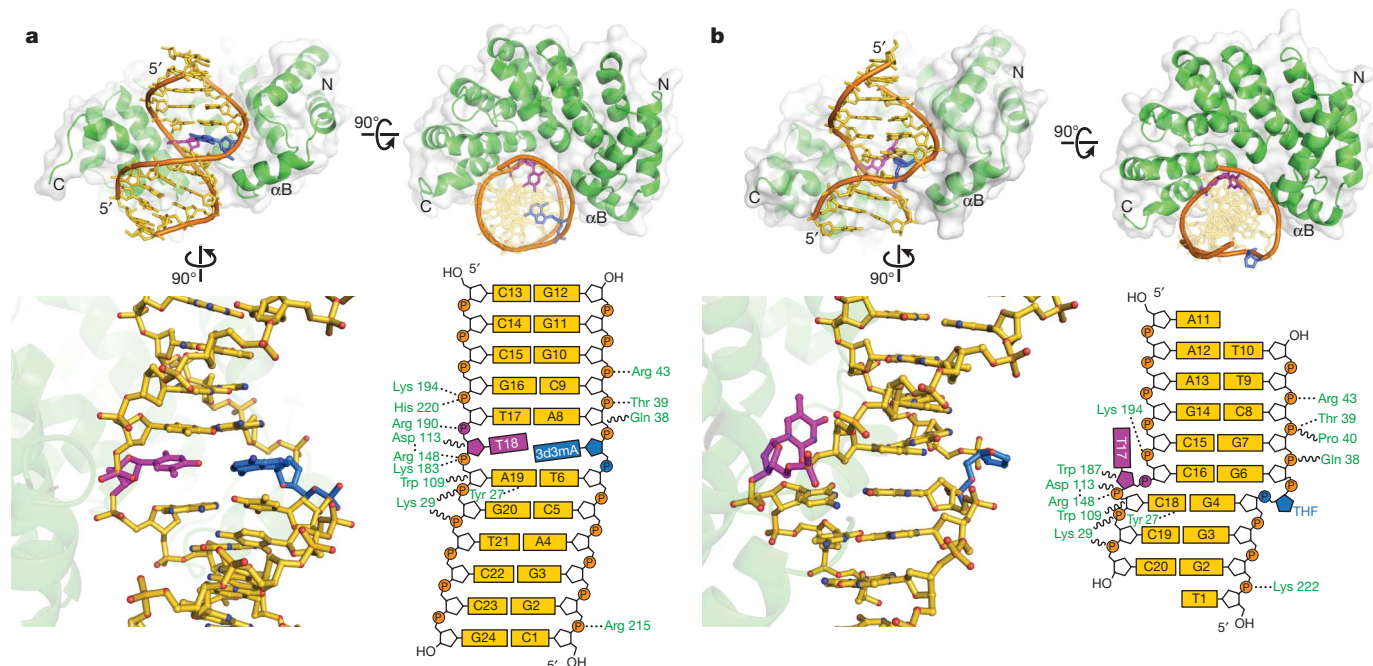 a
5′
N
90°
C
αB
5′
90°
N
C
αB
HO 5′ OH
C13 G12
P P
C14 G11
P P
C15 G10
P P Arg 43
Lys 194 G16 C9
P P Thr 39
His 220 T17 A8 Gln 38
Arg 190 P P
Asp 113 T18 3d3mA
Arg 148 P P
Lys 183
Trp 109 A19 T6
Tyr 27
Lys 29 P P
G20 C5
P P
T21 A4
P P
C22 G3
P P
C23 G2
P P Arg 215
G24 C1
HO 5′ OH
b
5′
N
90°
αB
C
5′
90°
N
C
αB
HO 5′
A11
P OH
A12 T10
P P
A13 T9
P P Arg 43
G14 C8
Lys 194 P P Thr 39
Pro 40
T17 C15 G7
P P Gln 38
Trp 187 C16 G6
Asp 113 P P P
Arg 148 C18 G4 THF
Trp 109 P P
Tyr 27
Lys 29 C19 G3
P P
C20 G2
HO P Lys 222
T1
5′ OH